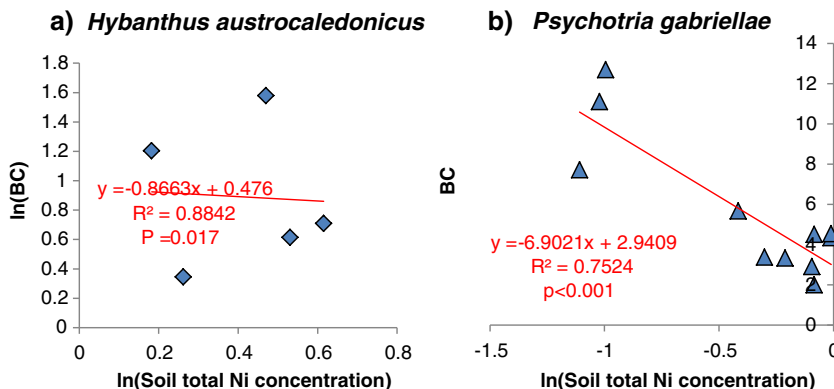 a) Hybanthus austrocaledonicus
1.8
1.6
1.4
1.2
1
0.8
0.6
0.4
0.2
0
ln(BC)
y =-0.8663x + 0.476
R² = 0.8842
P =0.017
0 0.2 0.4 0.6 0.8
ln(Soil total Ni concentration)
b) Psychotria gabriellae
14
12
10
8
6
4
2
BC
y =-6.9021x + 2.9409
R² = 0.7524
p<0.001
-1.5 -1 -0.5 0
ln(Soil total Ni concentration)